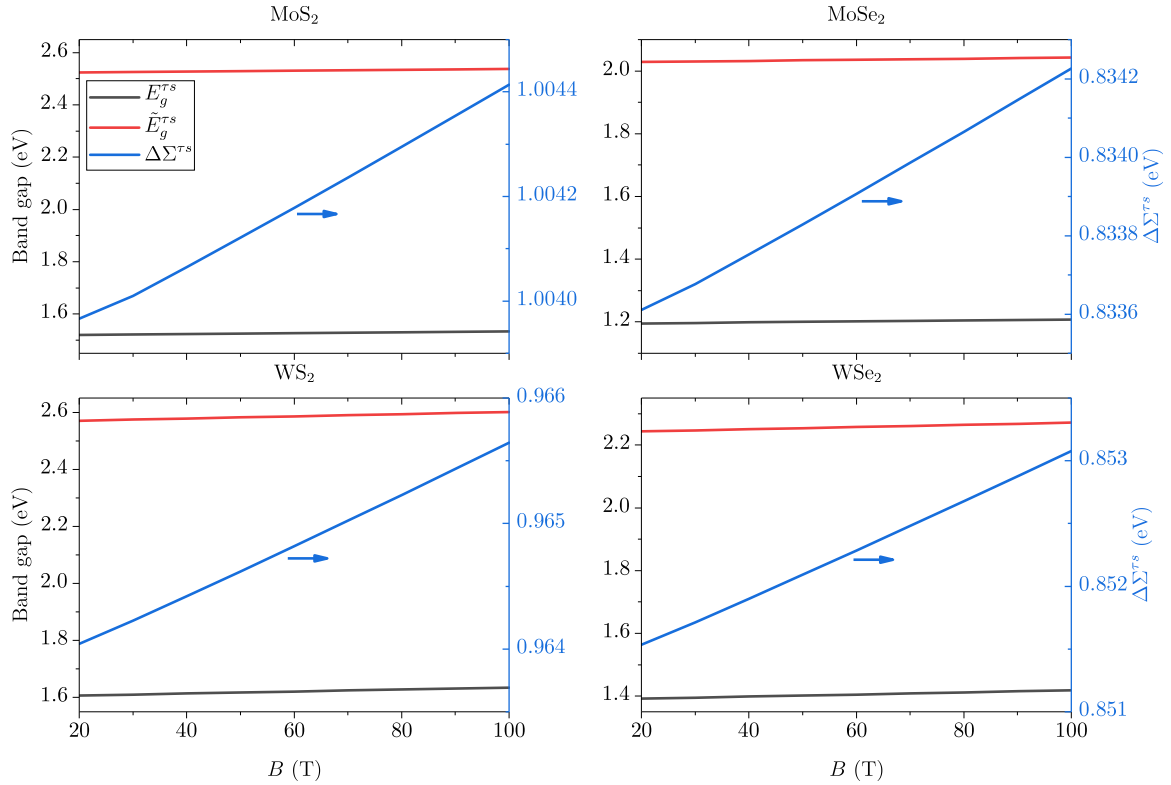 MoS₂
MoSe₂
2.6
2.4
2.2
2.0
1.8
1.6
Band gap (eV)
E_g^{τs}
Ẽ_g^{τs}
ΔΣ^{τs}
1.0044
1.0042
1.0040
2.0
1.8
1.6
1.4
1.2
0.8342
0.8340
0.8338
0.8336
ΔΣ^{τs} (eV)
WS₂
WSe₂
2.6
2.4
2.2
2.0
1.8
1.6
Band gap (eV)
0.966
0.965
0.964
2.2
2.0
1.8
1.6
1.4
0.853
0.852
0.851
ΔΣ^{τs} (eV)
20 40 60 80 100
20 40 60 80 100
B (T)
B (T)